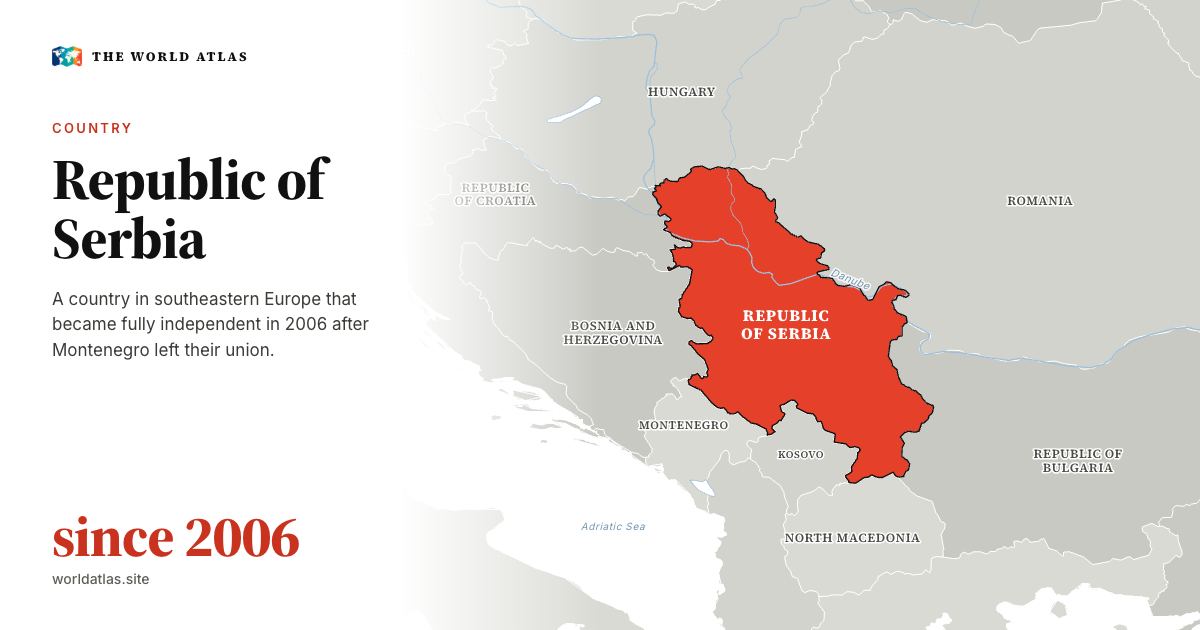 THE WORLD ATLAS
COUNTRY
Republic of
Serbia
A country in southeastern Europe that
became fully independent in 2006 after
Montenegro left their union.
since 2006
worldatlas.site
HUNGARY
REPUBLIC
OF CROATIA
ROMANIA
Danube
REPUBLIC
OF SERBIA
BOSNIA AND
HERZEGOVINA
MONTENEGRO
KOSOVO
REPUBLIC OF
BULGARIA
Adriatic Sea
NORTH MACEDONIA